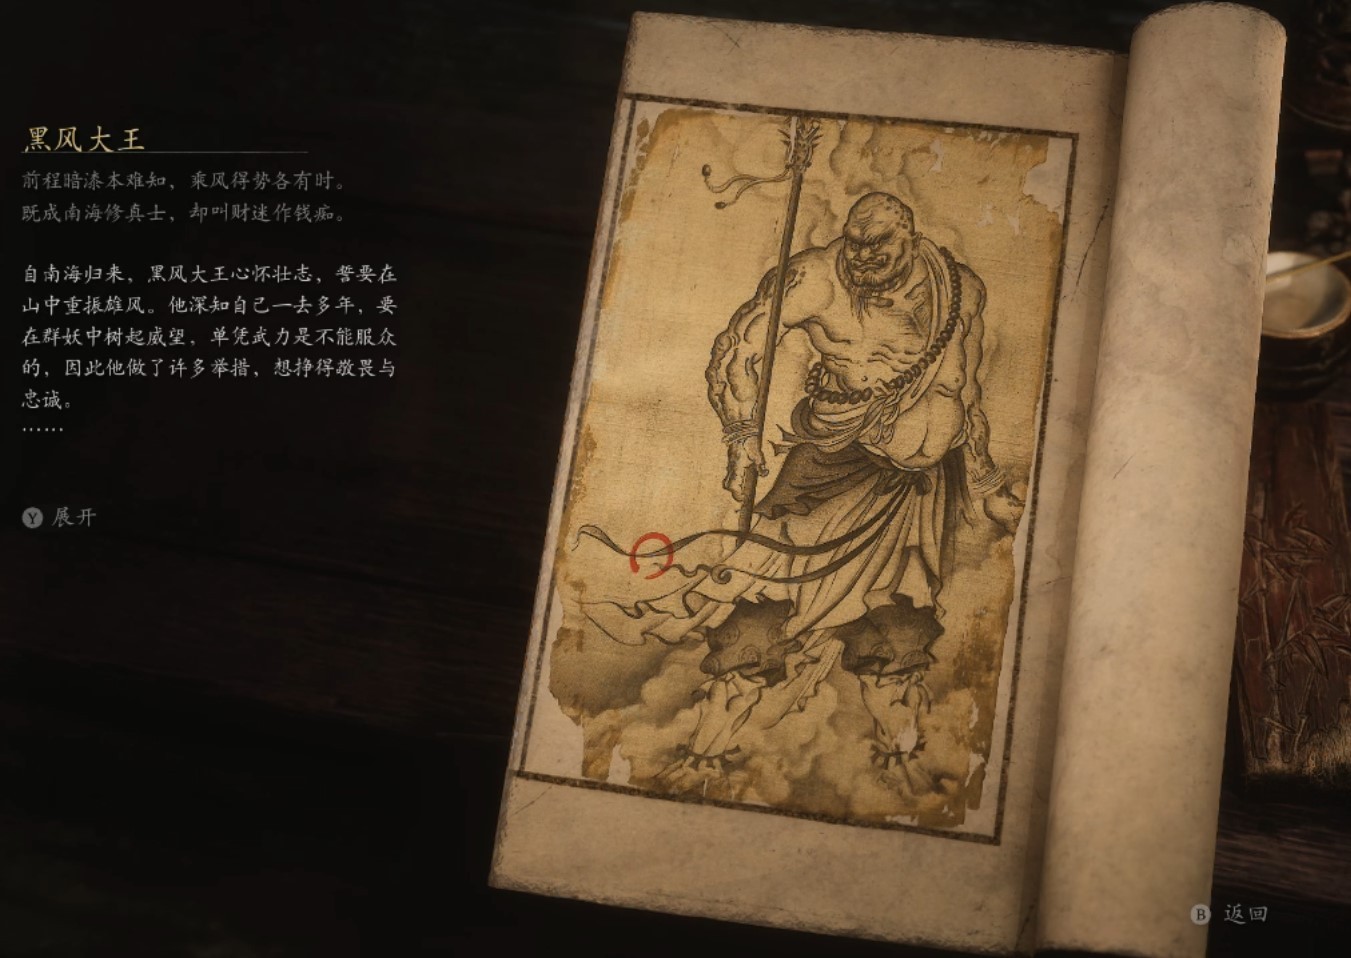 黑风大王
前程暗漆本难知、乘风得势各有时。
既成南海修真士、却叫财迷作钱痴。
自南海归来，黑风大王心怀壮志，誓要在
山中重振雄风。他深知自己一去多年，要
在群妖中树起威望，单凭武力是不能服众
的，因此他做了许多举措，想挣得敬畏与
忠诚。
……
Y 展开
B 返回